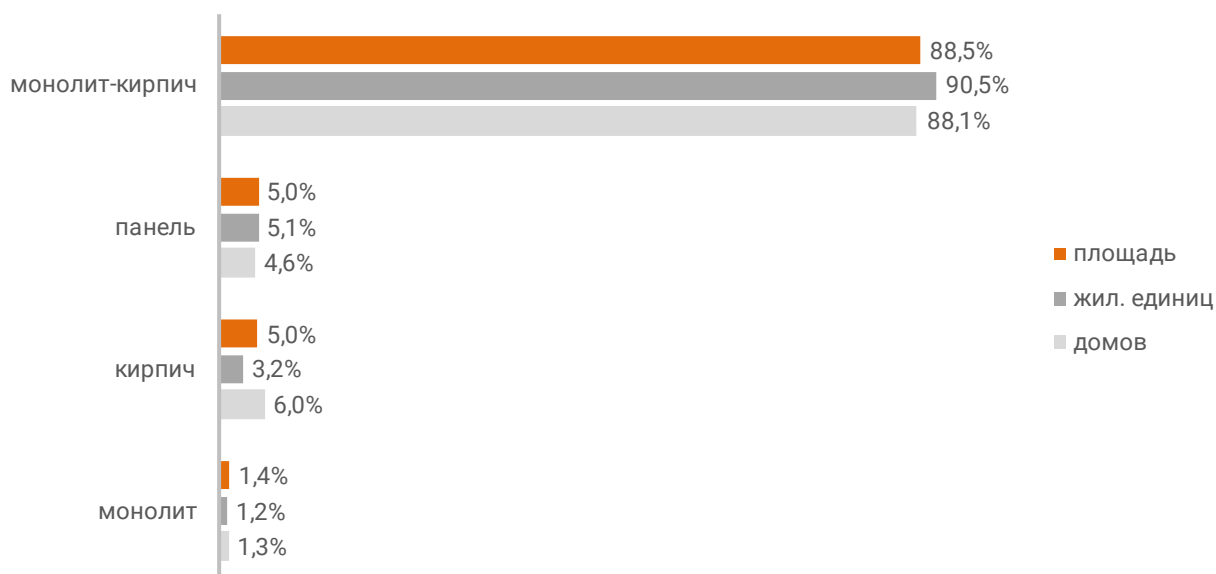 88,5%
монолит-кирпич
90,5%
88,1%
5,0%
панель
5,1%
4,6%
5,0%
кирпич
3,2%
6,0%
1,4%
монолит
1,2%
1,3%
площадь
жил. единиц
домов